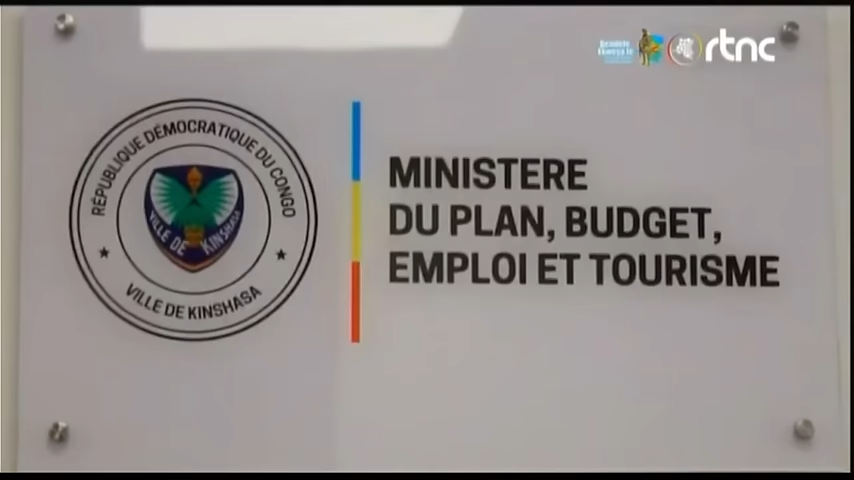 rtnc
RÉPUBLIQUE DÉMOCRATIQUE DU CONGO
VILLE DE KINSHASA
VILLE DE KINSHASA
MINISTERE
DU PLAN, BUDGET,
EMPLOI ET TOURISME